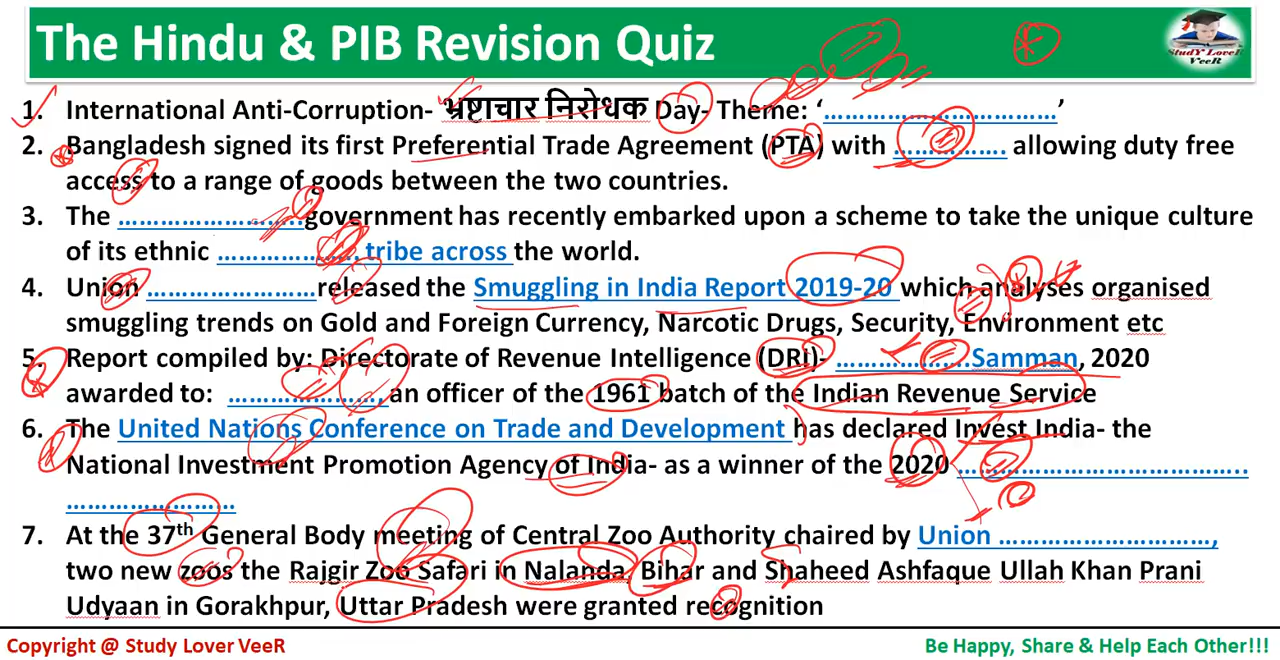 The Hindu & PIB Revision Quiz
StudY LoveR
VeeR
1. International Anti-Corruption- भ्रष्टाचार निरोधक Day- Theme: ‘……………………………’
2. Bangladesh signed its first Preferential Trade Agreement (PTA) with ……………. allowing duty free
access to a range of goods between the two countries.
3. The …………………….. government has recently embarked upon a scheme to take the unique culture
of its ethnic ……………….. tribe across the world.
4. Union ……………………released the Smuggling in India Report 2019-20 which analyses organised
smuggling trends on Gold and Foreign Currency, Narcotic Drugs, Security, Environment etc
5. Report compiled by: Directorate of Revenue Intelligence (DRI)- ………………..Samman, 2020
awarded to: …………………, an officer of the 1961 batch of the Indian Revenue Service
6. The United Nations Conference on Trade and Development has declared Invest India- the
National Investment Promotion Agency of India- as a winner of the 2020 …………………………………..
……………………..
7. At the 37th General Body meeting of Central Zoo Authority chaired by Union …………………………,
two new zoos the Rajgir Zoo Safari in Nalanda, Bihar and Shaheed Ashfaque Ullah Khan Prani
Udyaan in Gorakhpur, Uttar Pradesh were granted recognition
Copyright @ Study Lover VeeR
Be Happy, Share & Help Each Other!!!